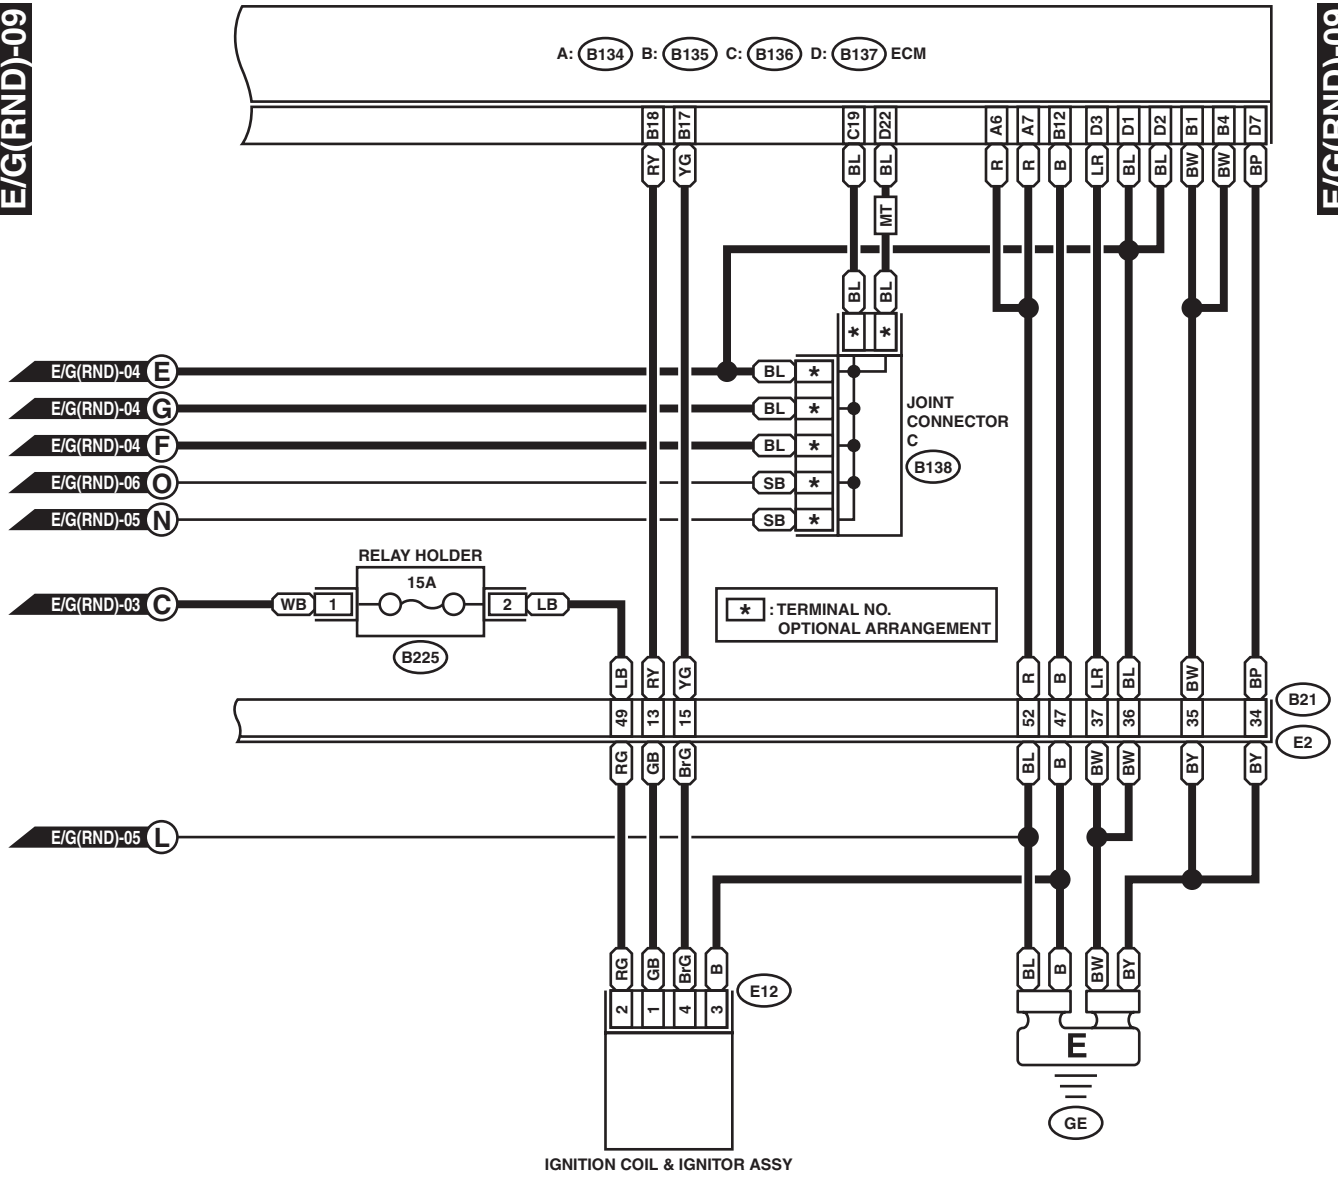 E/G(RND)-09
E/G(RND)-09
A: B134 B: B135 C: B136 D: B137 ECM
B18 B17 C19 D22 A6 A7 B12 D3 D1 D2 B1 B4 D7
RY YG BL BL R R B LR BL BL BW BW BP
MT
BL BL
* *
E/G(RND)-04 E BL *
E/G(RND)-04 G BL *
E/G(RND)-04 F BL *
E/G(RND)-06 O SB *
E/G(RND)-05 N SB *
JOINT
CONNECTOR
C
B138
RELAY HOLDER
15A
E/G(RND)-03 C WB 1 2 LB
B225
* : TERMINAL NO.
OPTIONAL ARRANGEMENT
LB RY YG R B LR BL BW BP
B21
49 13 15 52 47 37 36 35 34
E2
RG GB BrG BL B BW BW BY BY
E/G(RND)-05 L
RG GB BrG B BL B BW BY
E12
2 1 4 3
E
GE
IGNITION COIL & IGNITOR ASSY